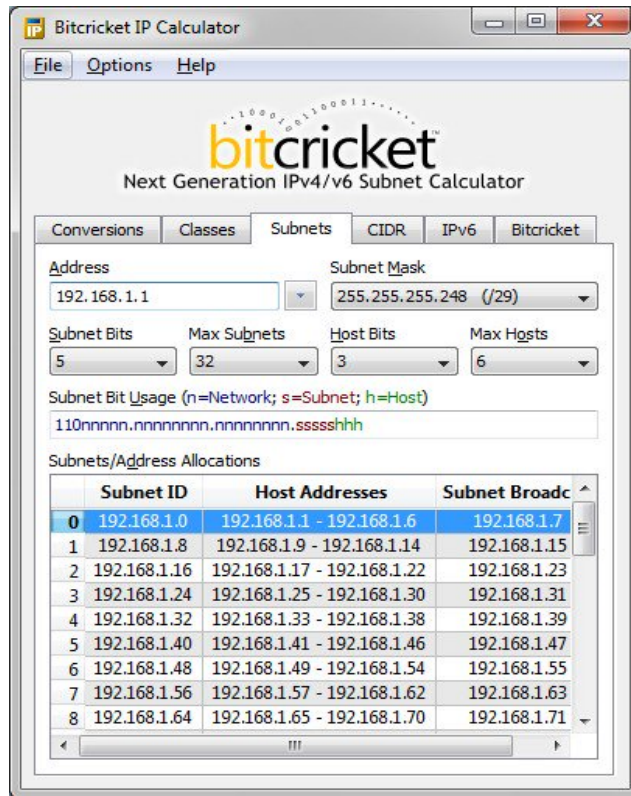 Bitcricket IP Calculator
File Options Help
..1000100110000011.....
bitcricket™
Next Generation IPv4/v6 Subnet Calculator
Conversions Classes Subnets CIDR IPv6 Bitcricket
Address Subnet Mask
192.168.1.1 255.255.255.248 (/29)
Subnet Bits Max Subnets Host Bits Max Hosts
5 32 3 6
Subnet Bit Usage (n=Network; s=Subnet; h=Host)
110nnnnn.nnnnnnnn.nnnnnnnn.ssssshhh
Subnets/Address Allocations
Subnet ID Host Addresses Subnet Broadc
0 192.168.1.0 192.168.1.1 - 192.168.1.6 192.168.1.7
1 192.168.1.8 192.168.1.9 - 192.168.1.14 192.168.1.15
2 192.168.1.16 192.168.1.17 - 192.168.1.22 192.168.1.23
3 192.168.1.24 192.168.1.25 - 192.168.1.30 192.168.1.31
4 192.168.1.32 192.168.1.33 - 192.168.1.38 192.168.1.39
5 192.168.1.40 192.168.1.41 - 192.168.1.46 192.168.1.47
6 192.168.1.48 192.168.1.49 - 192.168.1.54 192.168.1.55
7 192.168.1.56 192.168.1.57 - 192.168.1.62 192.168.1.63
8 192.168.1.64 192.168.1.65 - 192.168.1.70 192.168.1.71